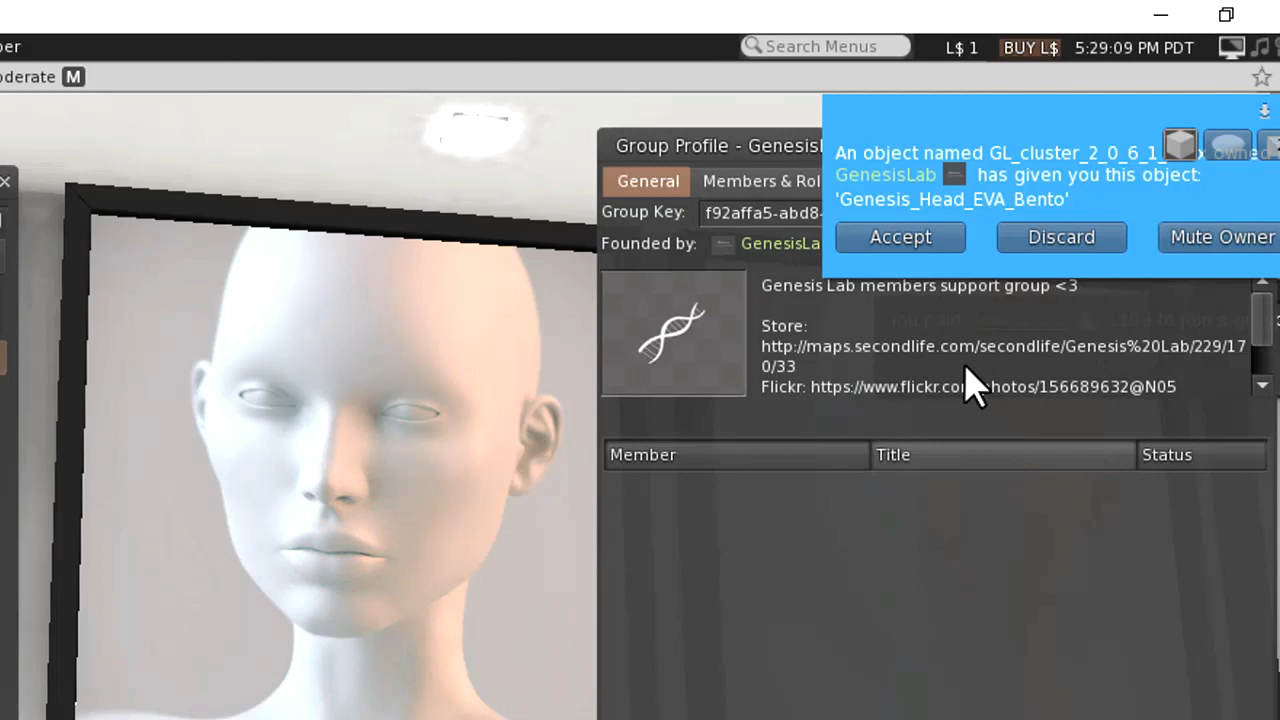 ber
Search Menus
L$ 1
BUY L$
5:29:09 PM PDT
oderate M
Group Profile - Genesis
General
Members & Rol
Group Key:
f92affa5-abd8-
Founded by:
GenesisLa
An object named GL_cluster_2_0_6_1 owned
GenesisLab has given you this object:
'Genesis_Head_EVA_Bento'
Accept
Discard
Mute Owner
Genesis Lab members support group <3
Store:
http://maps.secondlife.com/secondlife/Genesis%20Lab/229/17
0/33
Flickr: https://www.flickr.co photos/156689632@N05
Member
Title
Status